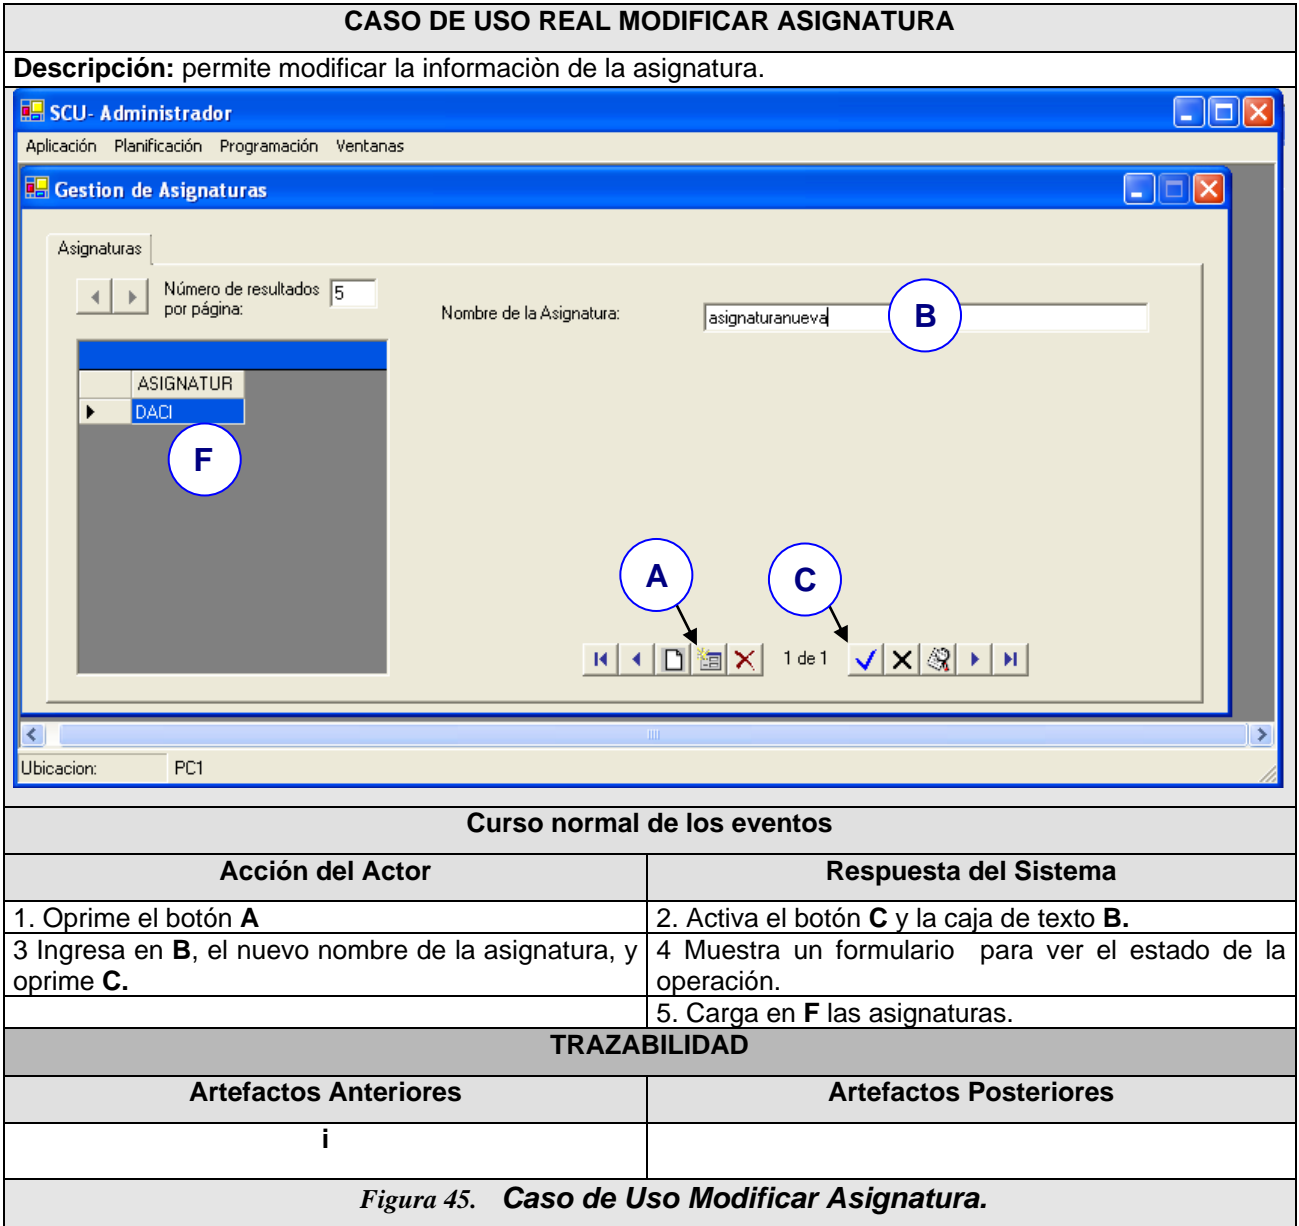 CASO DE USO REAL MODIFICAR ASIGNATURA
Descripción: permite modificar la informaciòn de la asignatura.
SCU- Administrador
Aplicación Planificación Programación Ventanas
Gestion de Asignaturas
Asignaturas
Número de resultados por página: 5
Nombre de la Asignatura: asignaturanueva
B
ASIGNATUR
DACI
F
A
C
1 de 1
Ubicacion: PC1
Curso normal de los eventos
Acción del Actor
Respuesta del Sistema
1. Oprime el botón A
2. Activa el botón C y la caja de texto B.
3 Ingresa en B, el nuevo nombre de la asignatura, y
oprime C.
4 Muestra un formulario para ver el estado de la
operación.
5. Carga en F las asignaturas.
TRAZABILIDAD
Artefactos Anteriores
Artefactos Posteriores
i
Figura 45. Caso de Uso Modificar Asignatura.